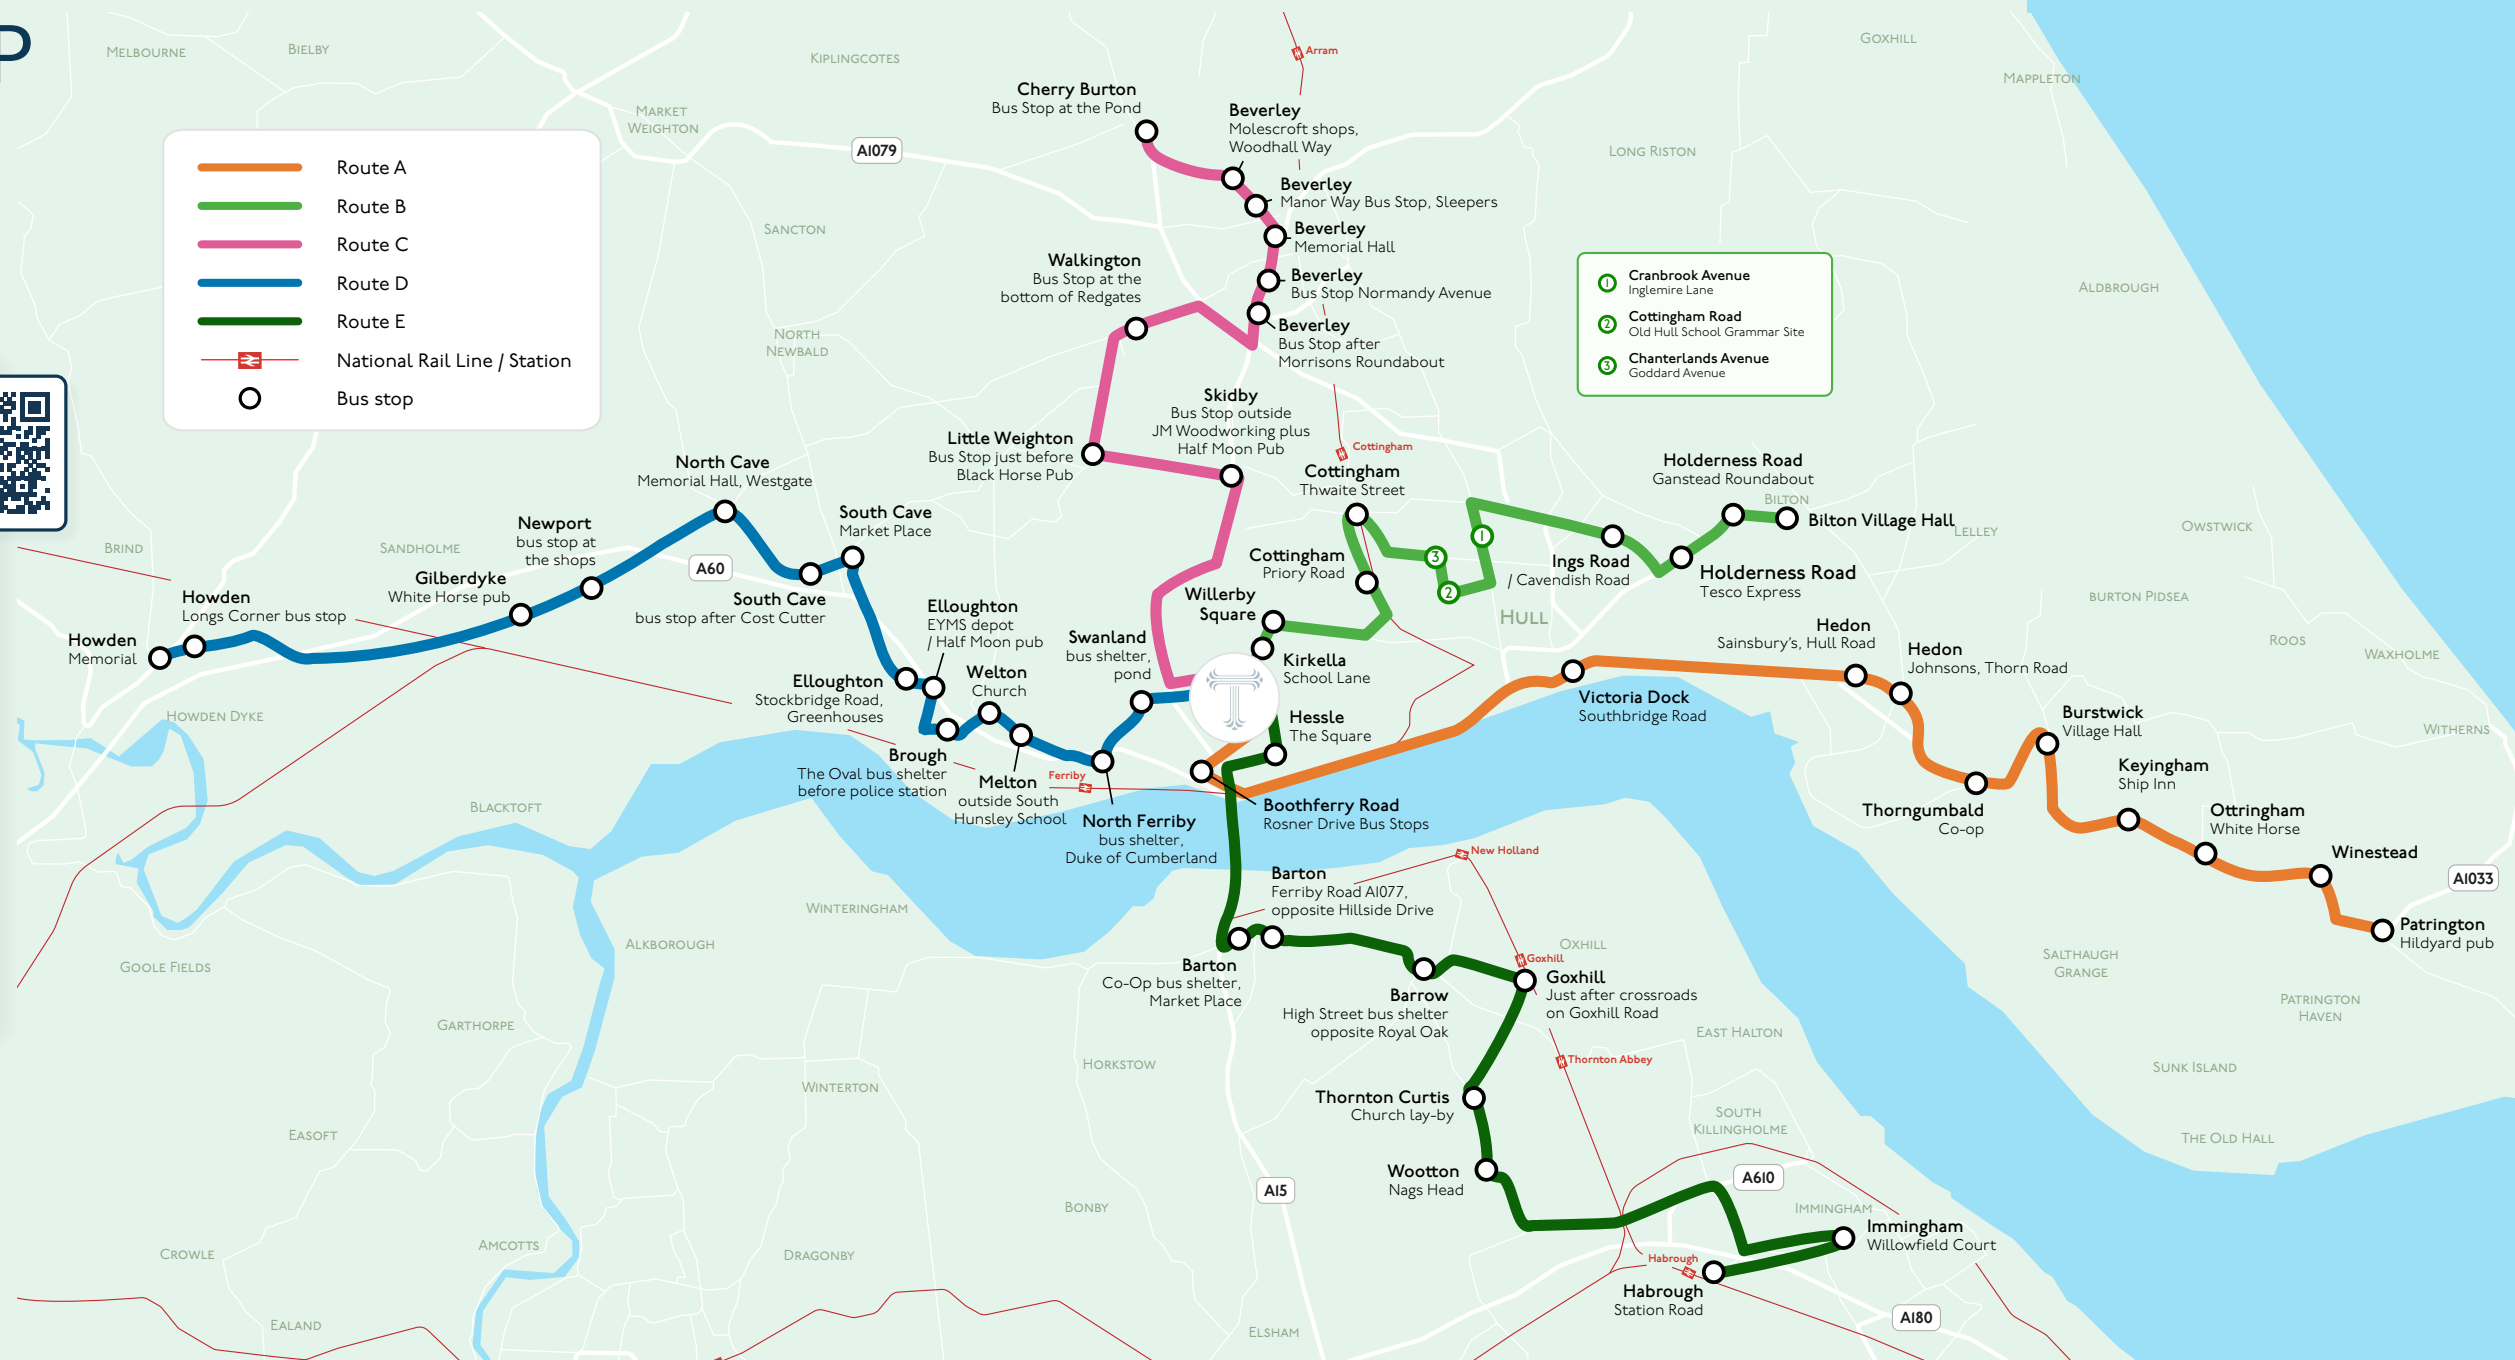 P
MELBOURNE
BIELBY
KIPLINGCOTES
GOXHILL
MAPPLETON
MARKET
WEIGHTON
LONG RISTON
SANCTON
ALDBROUGH
NORTH
NEWBALD
Arram
A1079
Route A
Route B
Route C
Route D
Route E
National Rail Line / Station
Bus stop
Cherry Burton
Bus Stop at the Pond
Beverley
Molescroft shops,
Woodhall Way
Beverley
Manor Way Bus Stop, Sleepers
Beverley
Memorial Hall
Beverley
Bus Stop Normandy Avenue
Beverley
Bus Stop after
Morrisons Roundabout
Walkington
Bus Stop at the
bottom of Redgates
Little Weighton
Bus Stop just before
Black Horse Pub
Skidby
Bus Stop outside
JM Woodworking plus
Half Moon Pub
1 Cranbrook Avenue
Inglemire Lane
2 Cottingham Road
Old Hull School Grammar Site
3 Chanterlands Avenue
Goddard Avenue
Cottingham
Cottingham
Thwaite Street
Cottingham
Priory Road
3
2
1
Holderness Road
Ganstead Roundabout
BILTON
Bilton Village Hall
LELLEY
OWSTWICK
Ings Road
/ Cavendish Road
Holderness Road
Tesco Express
HULL
BURTON PIDSEA
ROOS
WAXHOLME
WITHERNS
Willerby
Square
Kirkella
School Lane
North Cave
Memorial Hall, Westgate
South Cave
Market Place
Newport
bus stop at
the shops
A60
South Cave
bus stop after Cost Cutter
BRIND
SANDHOLME
Gilberdyke
White Horse pub
Howden
Longs Corner bus stop
Howden
Memorial
HOWDEN DYKE
Elloughton
EYMS depot
/ Half Moon pub
Elloughton
Stockbridge Road,
Greenhouses
Welton
Church
Swanland
bus shelter,
pond
Brough
The Oval bus shelter
before police station
Melton
outside South
Hunsley School
Ferriby
North Ferriby
bus shelter,
Duke of Cumberland
T
Hessle
The Square
Boothferry Road
Rosner Drive Bus Stops
Victoria Dock
Southbridge Road
Hedon
Sainsbury's, Hull Road
Hedon
Johnsons, Thorn Road
Burstwick
Village Hall
Thorngumbald
Co-op
Keyingham
Ship Inn
Ottringham
White Horse
Winestead
A1033
Patrington
Hildyard pub
BLACKTOFT
WINTERINGHAM
ALKBOROUGH
GOOLE FIELDS
GARTHORPE
New Holland
Barton
Ferriby Road A1077,
opposite Hillside Drive
Barton
Co-Op bus shelter,
Market Place
Barrow
High Street bus shelter
opposite Royal Oak
OXHILL
Goxhill
Goxhill
Just after crossroads
on Goxhill Road
SALTHAUGH
GRANGE
PATRINGTON
HAVEN
EAST HALTON
SUNK ISLAND
HORKSTOW
WINTERTON
Thornton Abbey
Thornton Curtis
Church lay-by
SOUTH
KILLINGHOLME
THE OLD HALL
EASOFT
Wootton
Nags Head
A15
A610
BONBY
IMMINGHAM
Immingham
Willowfield Court
CROWLE
AMCOTTS
DRAGONBY
Habrough
Habrough
Station Road
A180
EALAND
ELSHAM